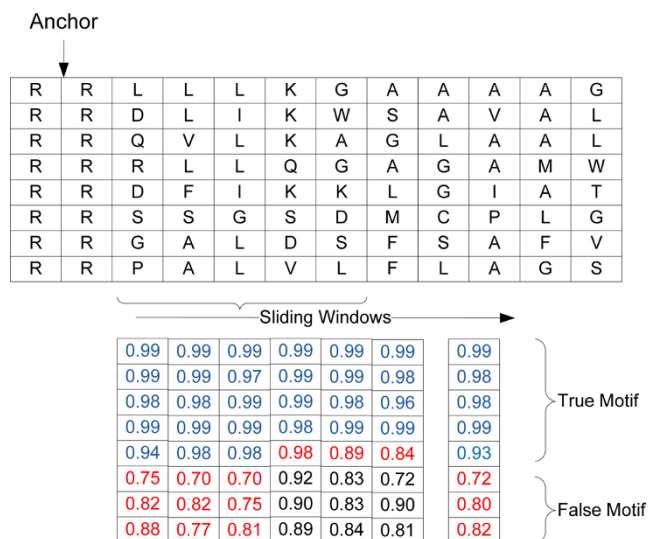 Anchor
R R L L L K G A A A A G
R R D L I K W S A V A L
R R Q V L K A G L A A L
R R R L L Q G A G A M W
R R D F I K K L G I A T
R R S S G S D M C P L G
R R G A L D S F S A F V
R R P A L V L F L A G S
Sliding Windows
0.99 0.99 0.99 0.99 0.99 0.99 0.99
0.99 0.99 0.97 0.99 0.99 0.98 0.98
0.98 0.98 0.99 0.99 0.98 0.96 0.98
True Motif
0.99 0.99 0.99 0.98 0.99 0.99 0.99
0.94 0.98 0.98 0.98 0.89 0.84 0.93
0.75 0.70 0.70 0.92 0.83 0.72 0.72
0.82 0.82 0.75 0.90 0.83 0.90 0.80
False Motif
0.88 0.77 0.81 0.89 0.84 0.81 0.82